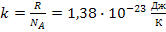 k = R/N_A = 1,38 · 10⁻²³ Дж/К